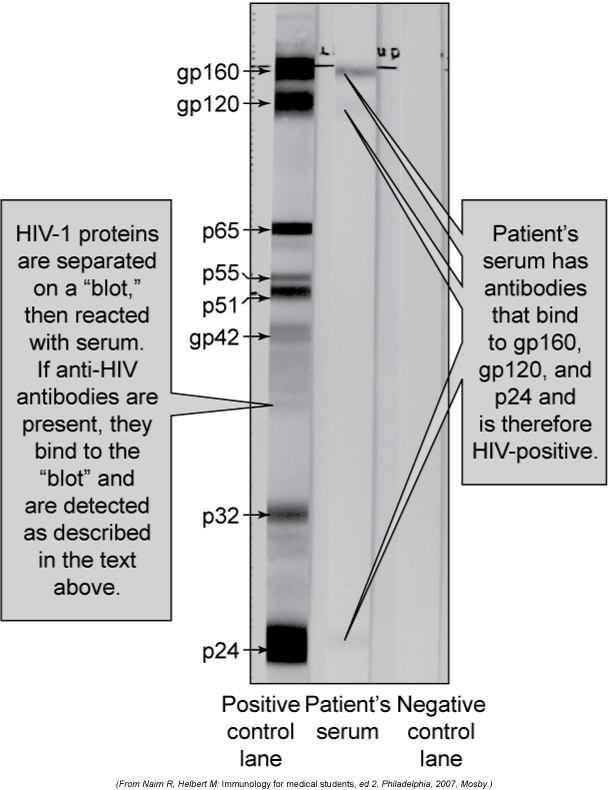 gp160
gp120
p65
p55
p51
gp42
p32
p24
HIV-1 proteins
are separated
on a “blot,”
then reacted
with serum.
If anti-HIV
antibodies are
present, they
bind to the
“blot” and
are detected
as described
in the text
above.
Patient’s
serum has
antibodies
that bind
to gp160,
gp120, and
p24 and
is therefore
HIV-positive.
Positive Patient’s Negative
control serum control
lane lane
(From Nairn R, Helbert M: Immunology for medical students, ed 2, Philadelphia, 2007, Mosby.)